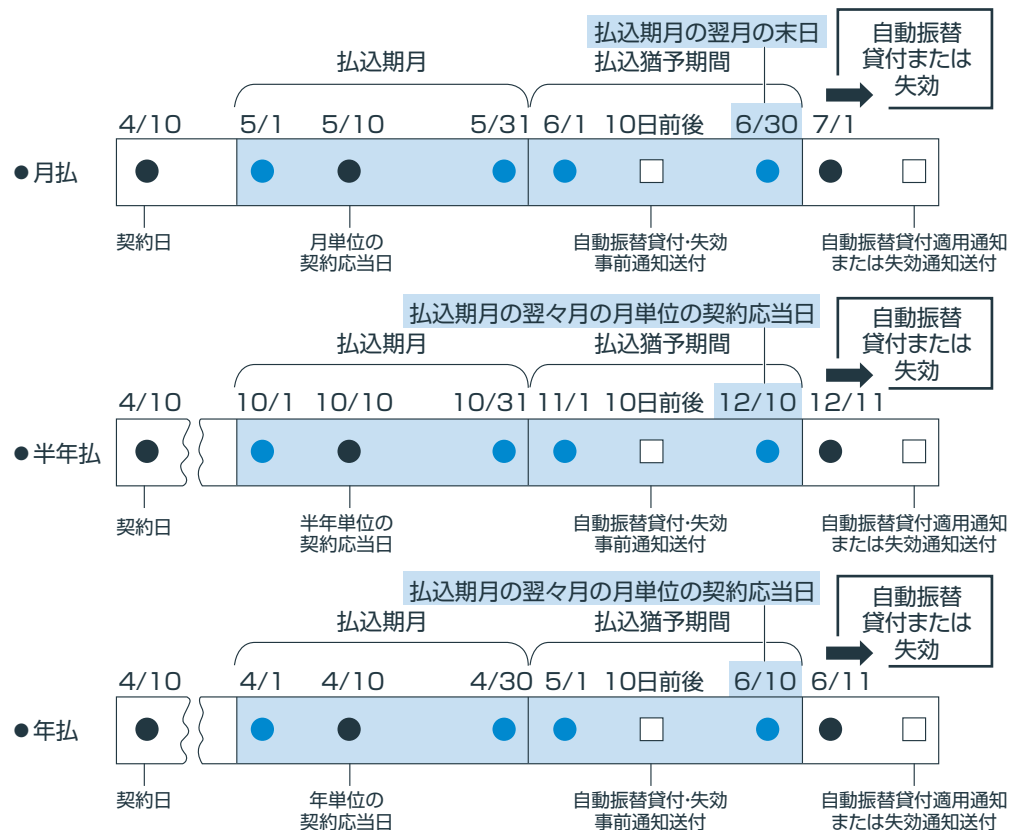 払込期月の翌月の末日
自動振替
貸付または
失効
払込期月
払込猶予期間
4/10 5/1 5/10 5/31 6/1 10日前後 6/30 7/1
●月払
契約日
月単位の
契約応当日
自動振替貸付・失効
事前通知送付
自動振替貸付適用通知
または失効通知送付
払込期月の翌々月の月単位の契約応当日
自動振替
貸付または
失効
払込期月
払込猶予期間
4/10 10/1 10/10 10/31 11/1 10日前後 12/10 12/11
●半年払
契約日
半年単位の
契約応当日
自動振替貸付・失効
事前通知送付
自動振替貸付適用通知
または失効通知送付
払込期月の翌々月の月単位の契約応当日
自動振替
貸付または
失効
払込期月
払込猶予期間
4/10 4/1 4/10 4/30 5/1 10日前後 6/10 6/11
●年払
契約日
年単位の
契約応当日
自動振替貸付・失効
事前通知送付
自動振替貸付適用通知
または失効通知送付